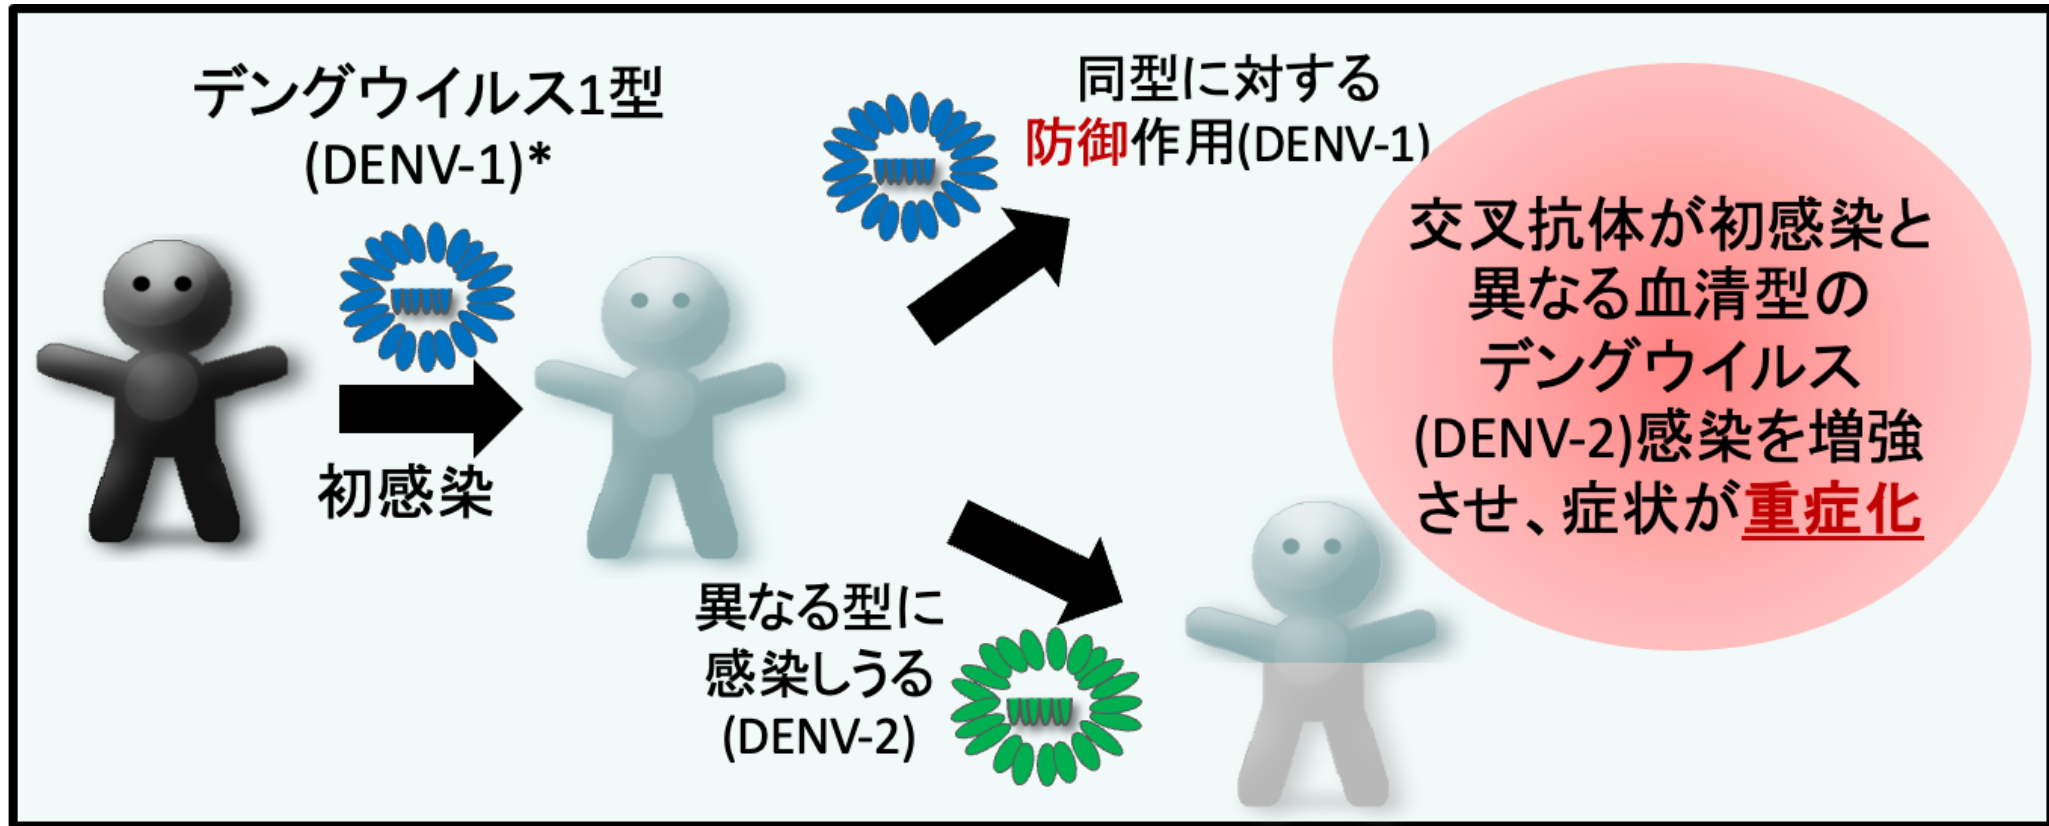 デングウイルス1型
(DENV-1)*
初感染
同型に対する
防御作用(DENV-1)
異なる型に
感染しうる
(DENV-2)
交叉抗体が初感染と
異なる血清型の
デングウイルス
(DENV-2)感染を増強
させ、症状が重症化